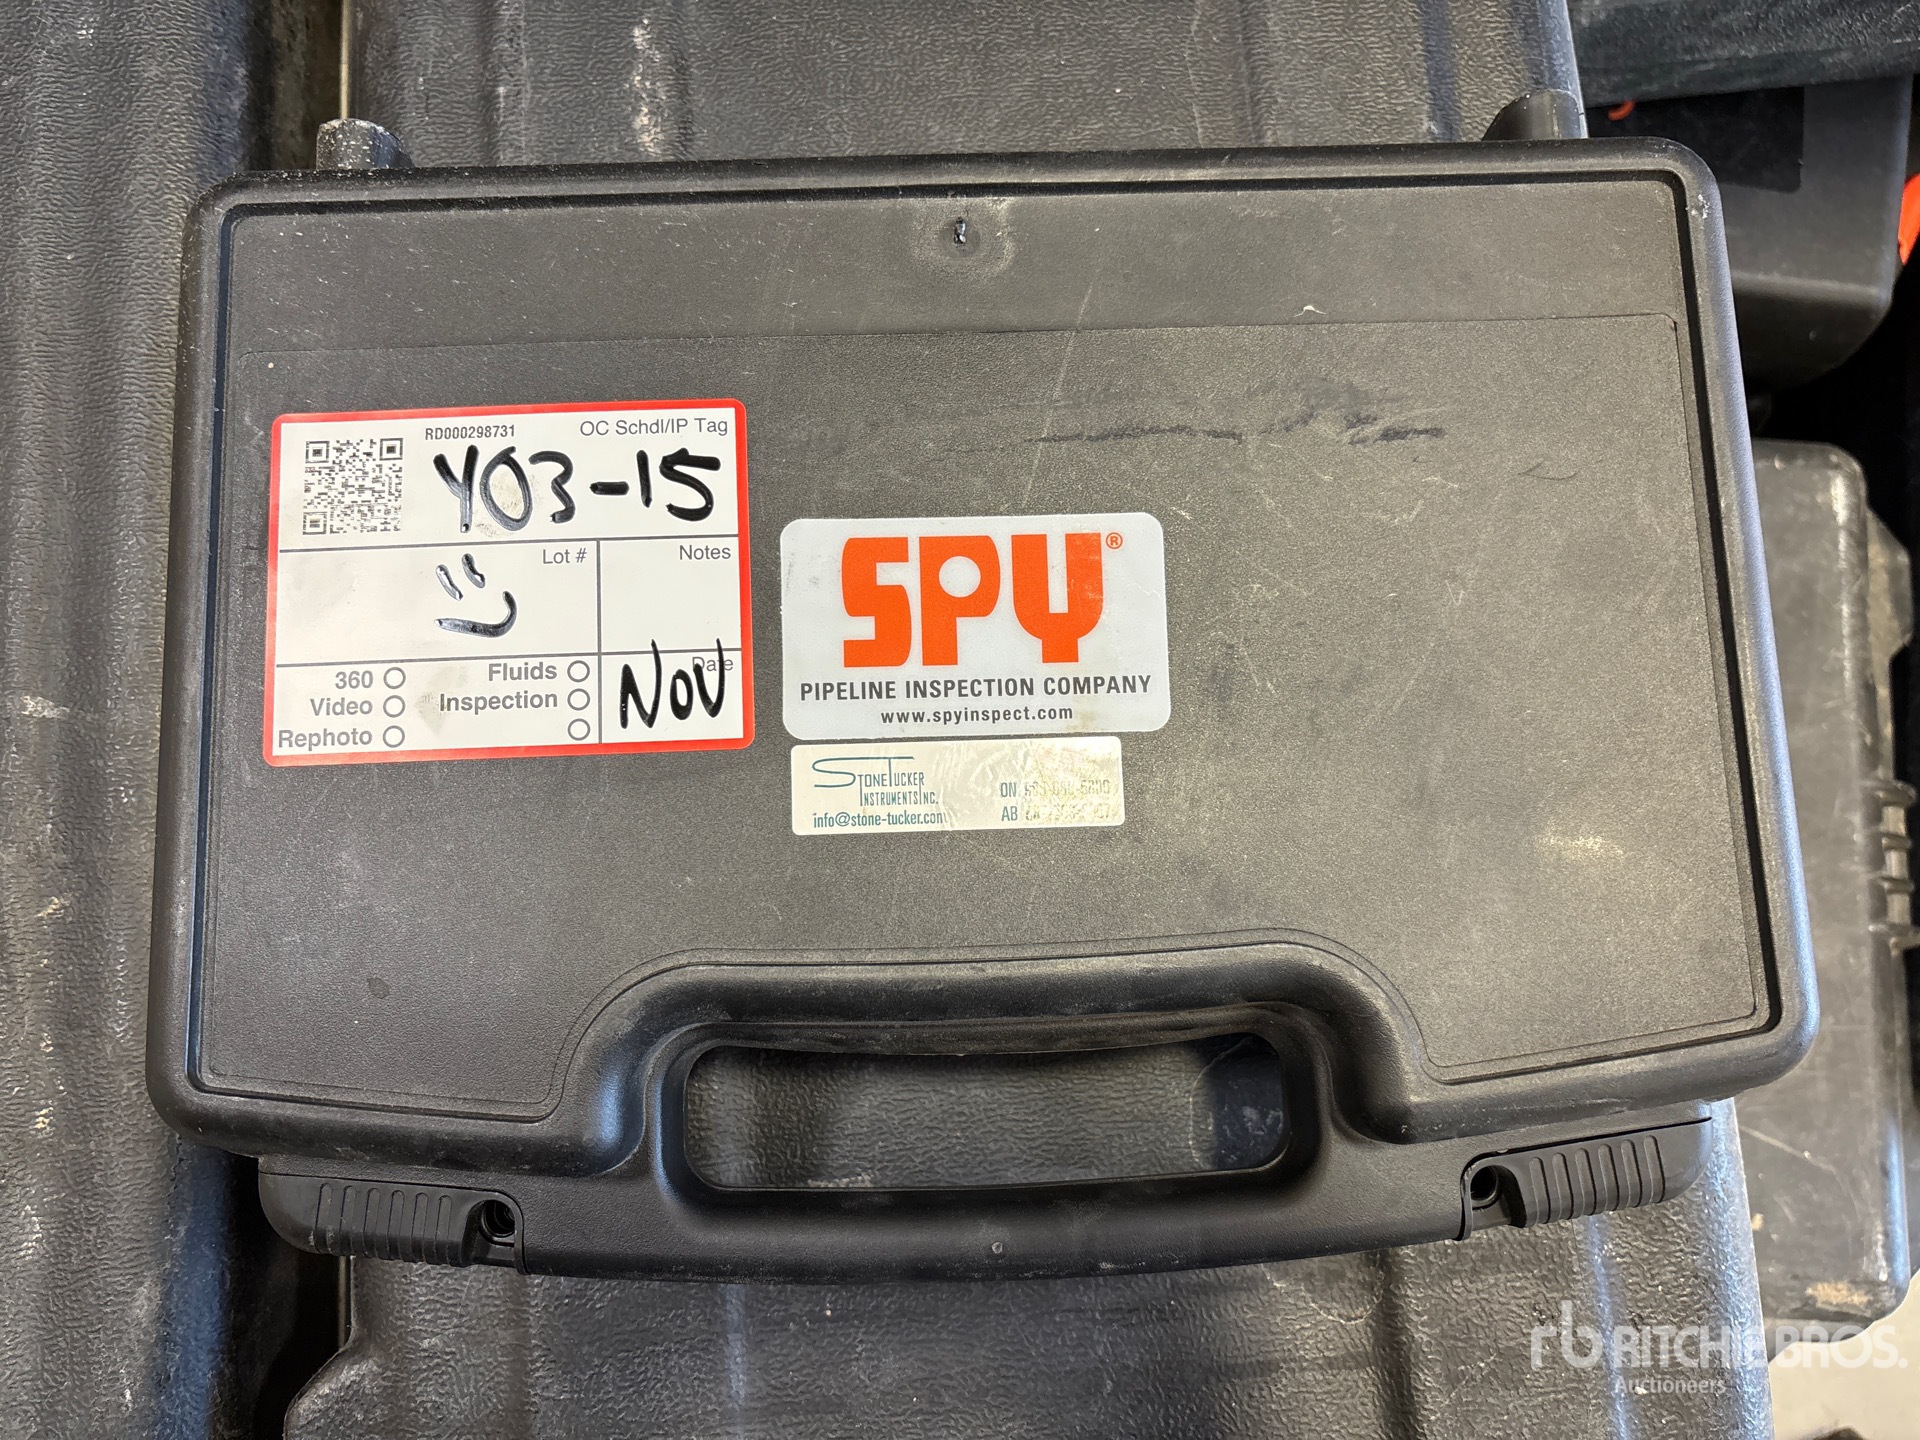 RD000298731
OC Schdl/IP Tag
Y03-15
Lot #
Notes
360
Fluids
Video
Inspection
Rephoto
Date
NOV
SPY®
PIPELINE INSPECTION COMPANY
www.spyinspect.com
STONETUCKER
INSTRUMENTS INC.
info@stone-tucker.com
ON
AB
rb RITCHIE BROS.
Auctioneers